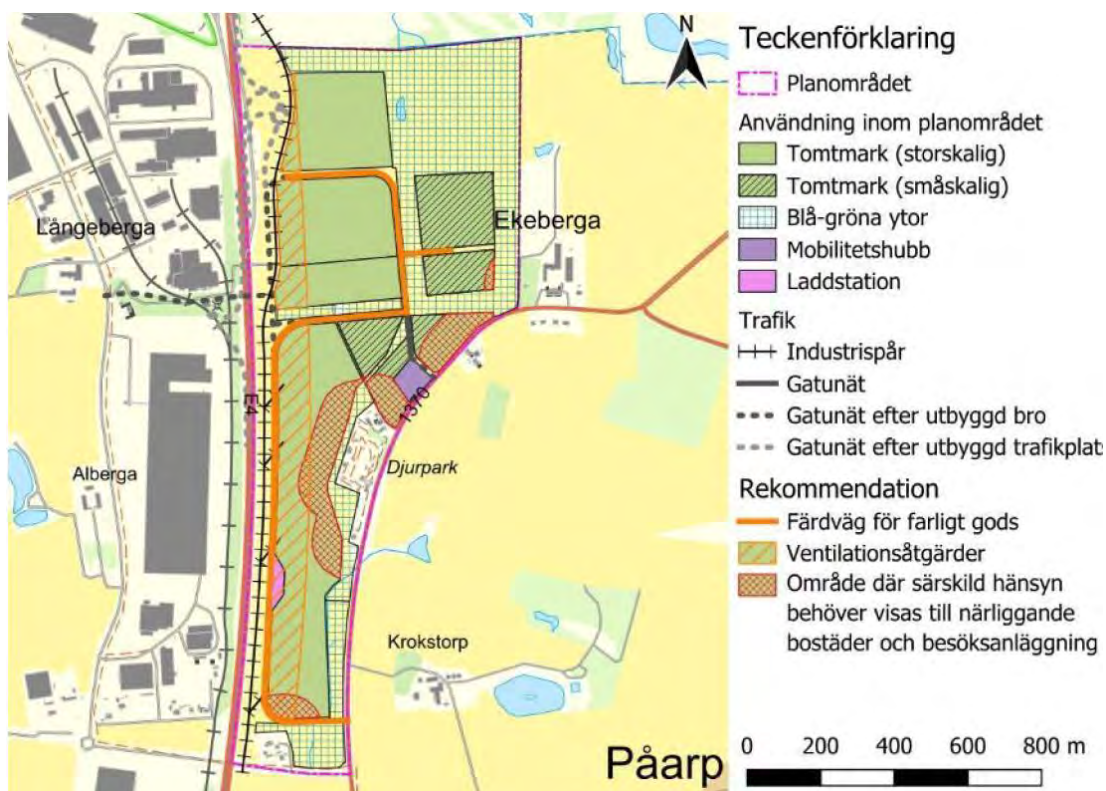 N
Långeberga
Ekeberga
E4
1370
Djurpark
Alberga
Krokstorp
Påarp
Teckenförklaring
Planområdet
Användning inom planområdet
Tomtmark (storskalig)
Tomtmark (småskalig)
Blå-gröna ytor
Mobilitetshubb
Laddstation
Trafik
Industrispår
Gatunät
Gatunät efter utbyggd bro
Gatunät efter utbyggd trafikplats
Rekommendation
Färdväg för farligt gods
Ventilationsåtgärder
Område där särskild hänsyn
behöver visas till närliggande
bostäder och besöksanläggning
0 200 400 600 800 m